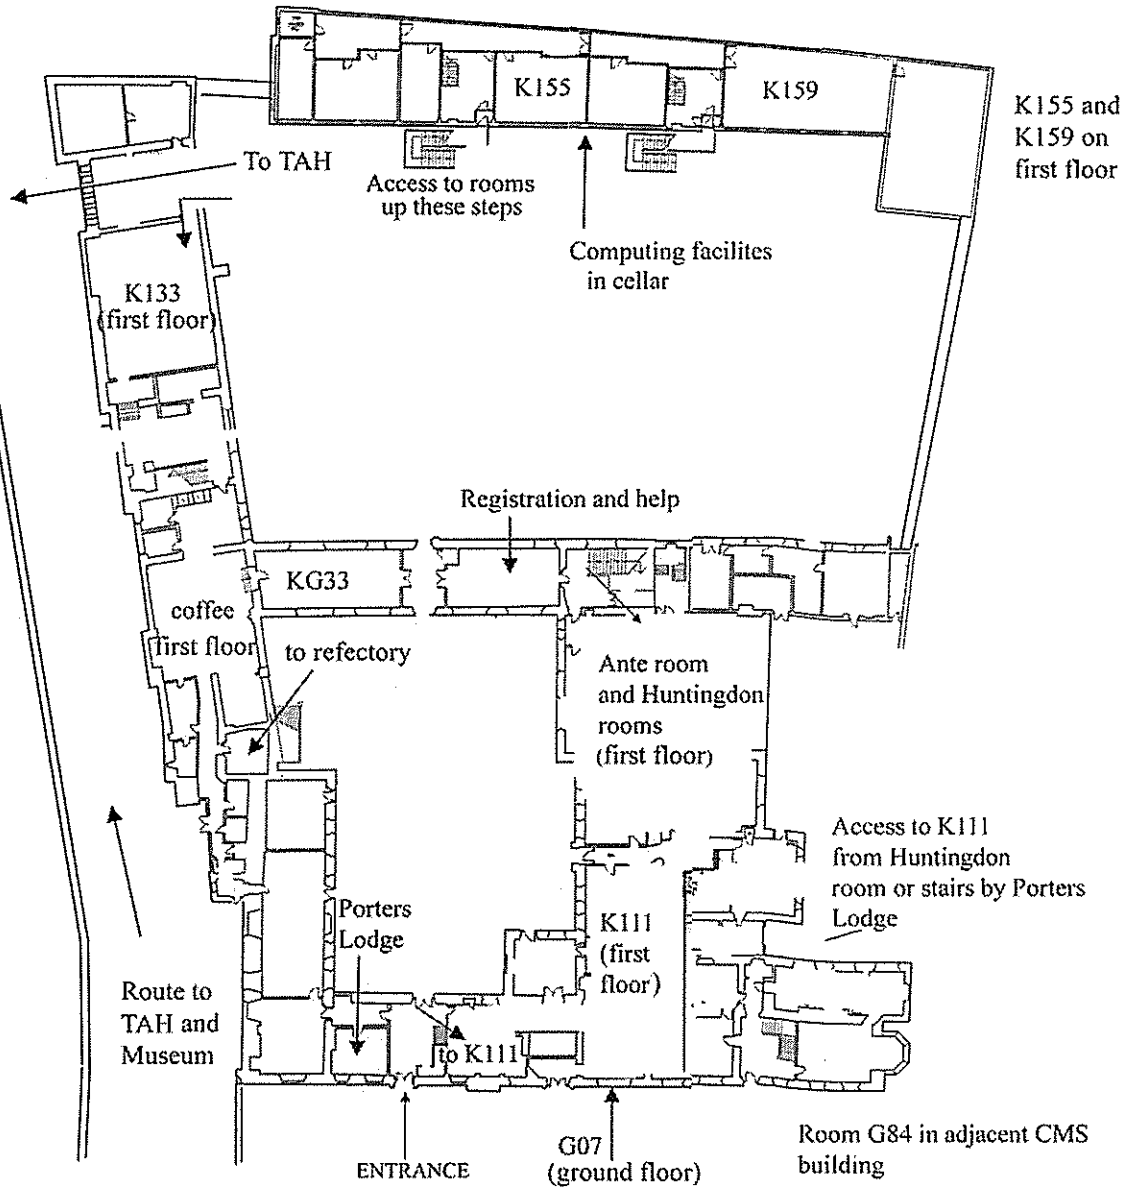 K155
K159
K155 and
K159 on
first floor
To TAH
Access to rooms
up these steps
Computing facilites
in cellar
K133
(first floor)
Registration and help
KG33
coffee
first floor
to refectory
Ante room
and Huntingdon
rooms
(first floor)
Access to K111
from Huntingdon
room or stairs by Porters
Lodge
Porters
Lodge
K111
(first
floor)
Route to
TAH and
Museum
to K111
ENTRANCE
G07
(ground floor)
Room G84 in adjacent CMS
building